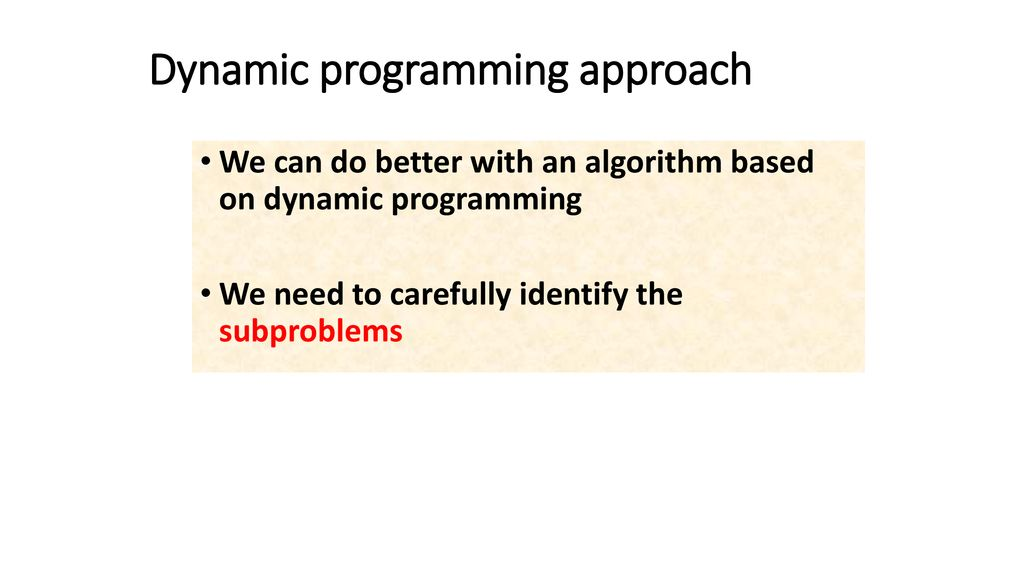 Dynamic programming approach
• We can do better with an algorithm based
on dynamic programming
• We need to carefully identify the
subproblems